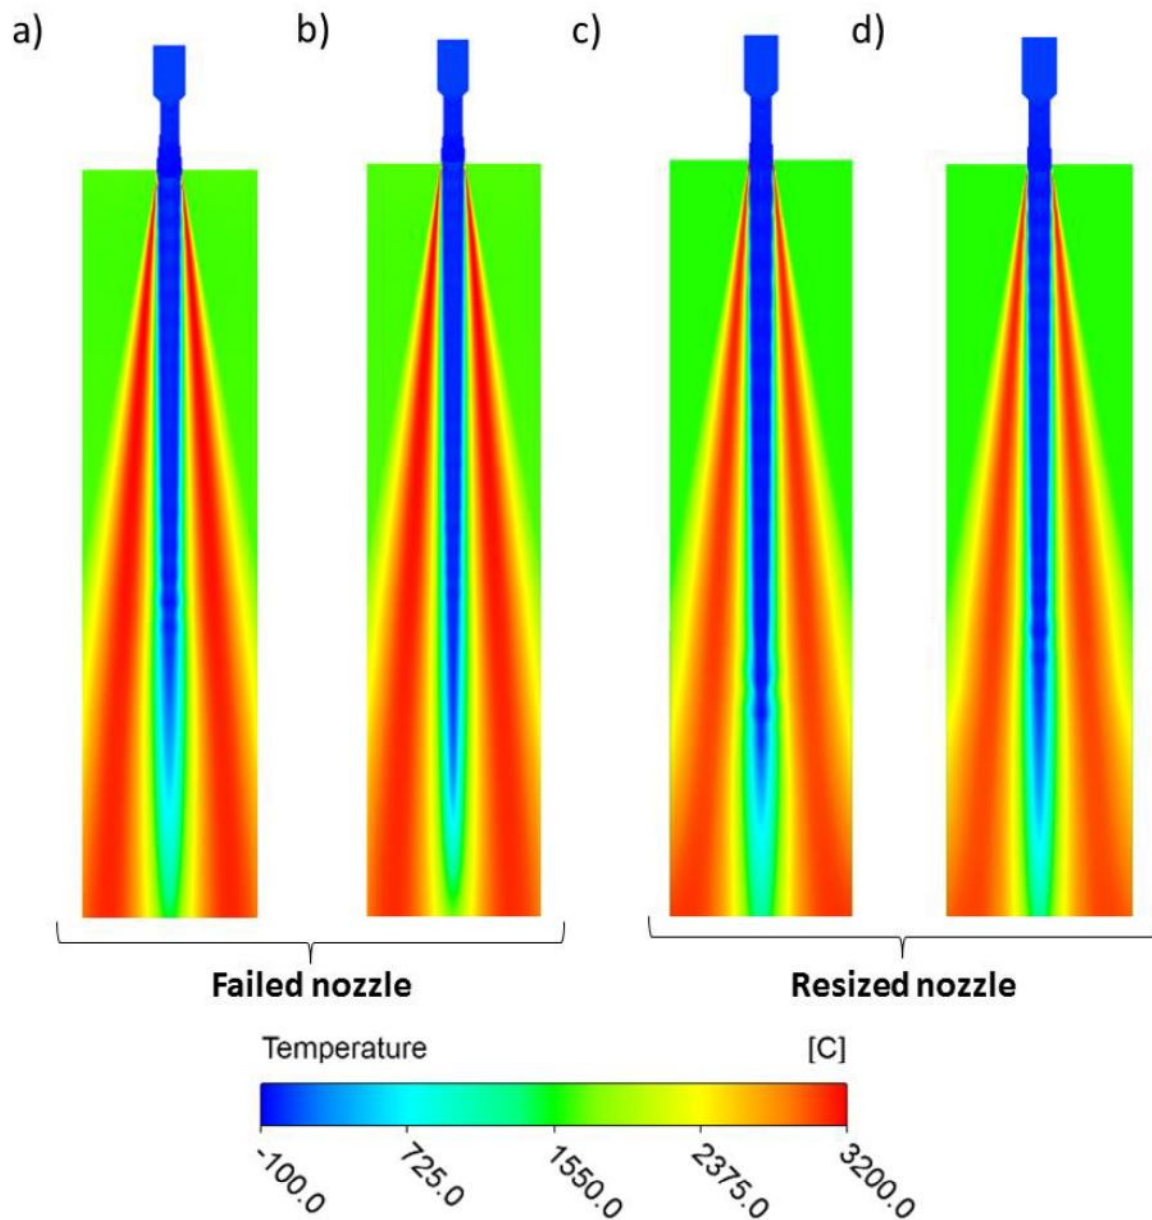 a) b) c) d)
Failed nozzle Resized nozzle
Temperature [C]
-100.0 725.0 1550.0 2375.0 3200.0